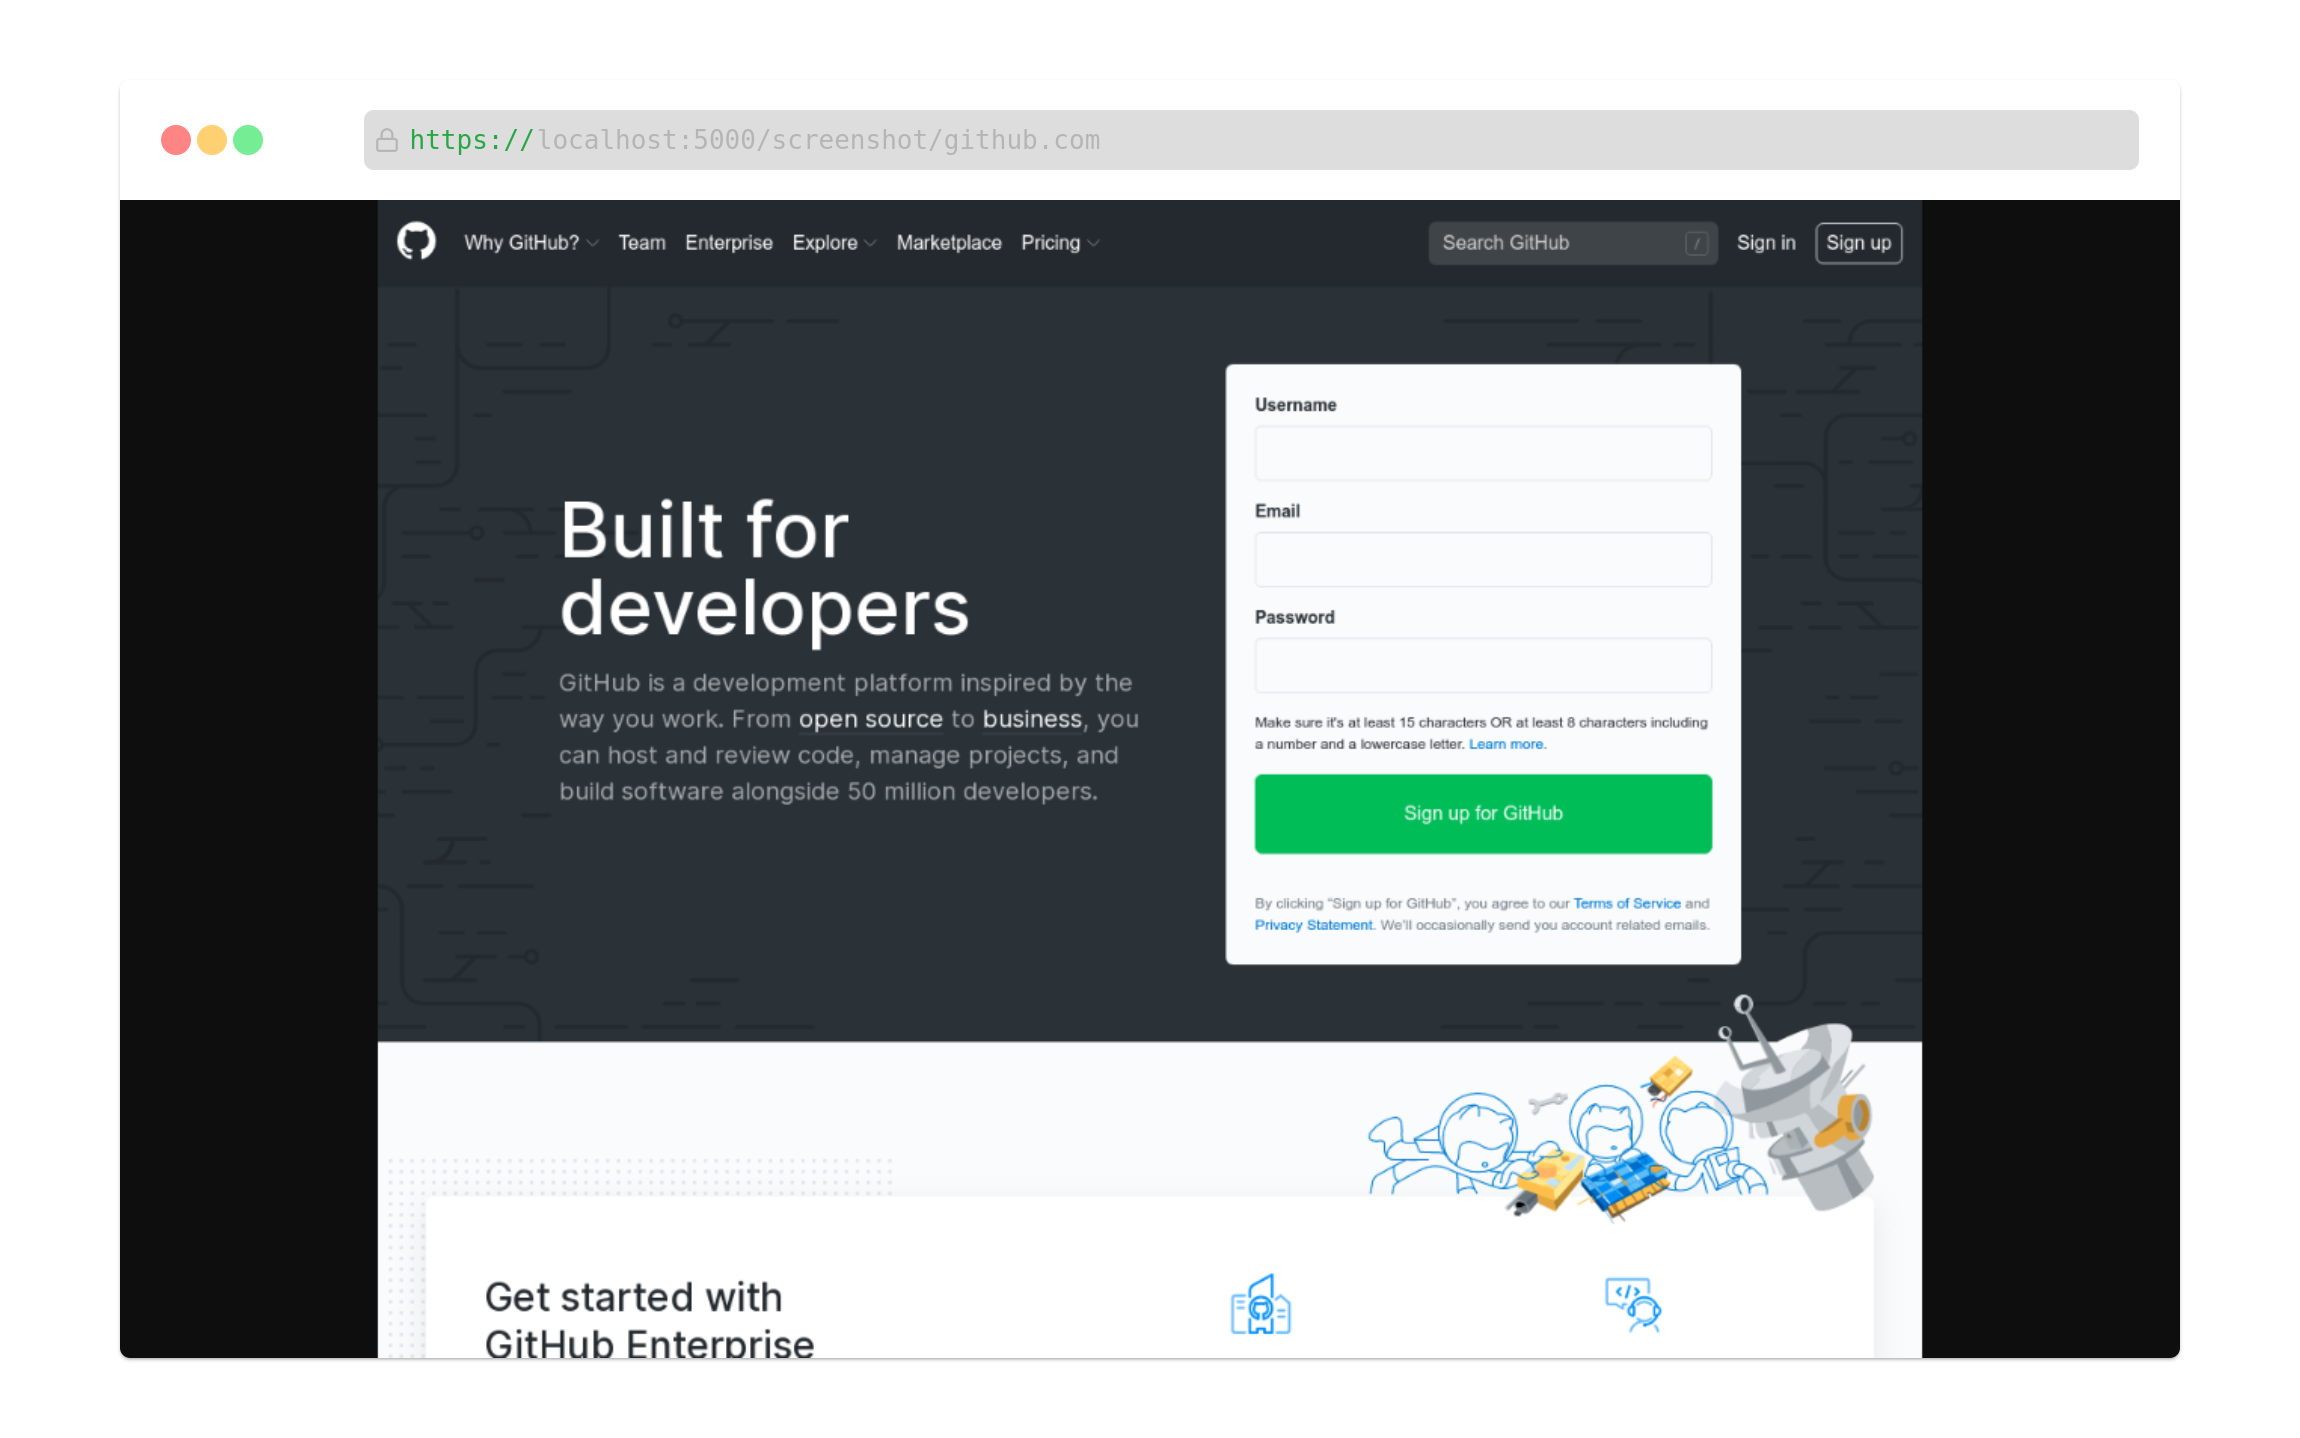 https://localhost:5000/screenshot/github.com
Why GitHub? Team Enterprise Explore Marketplace Pricing Search GitHub / Sign in Sign up
Built for
developers
GitHub is a development platform inspired by the
way you work. From open source to business, you
can host and review code, manage projects, and
build software alongside 50 million developers.
Username
Email
Password
Make sure it's at least 15 characters OR at least 8 characters including
a number and a lowercase letter. Learn more.
Sign up for GitHub
By clicking “Sign up for GitHub”, you agree to our Terms of Service and
Privacy Statement. We'll occasionally send you account related emails.
Get started with
GitHub Enterprise